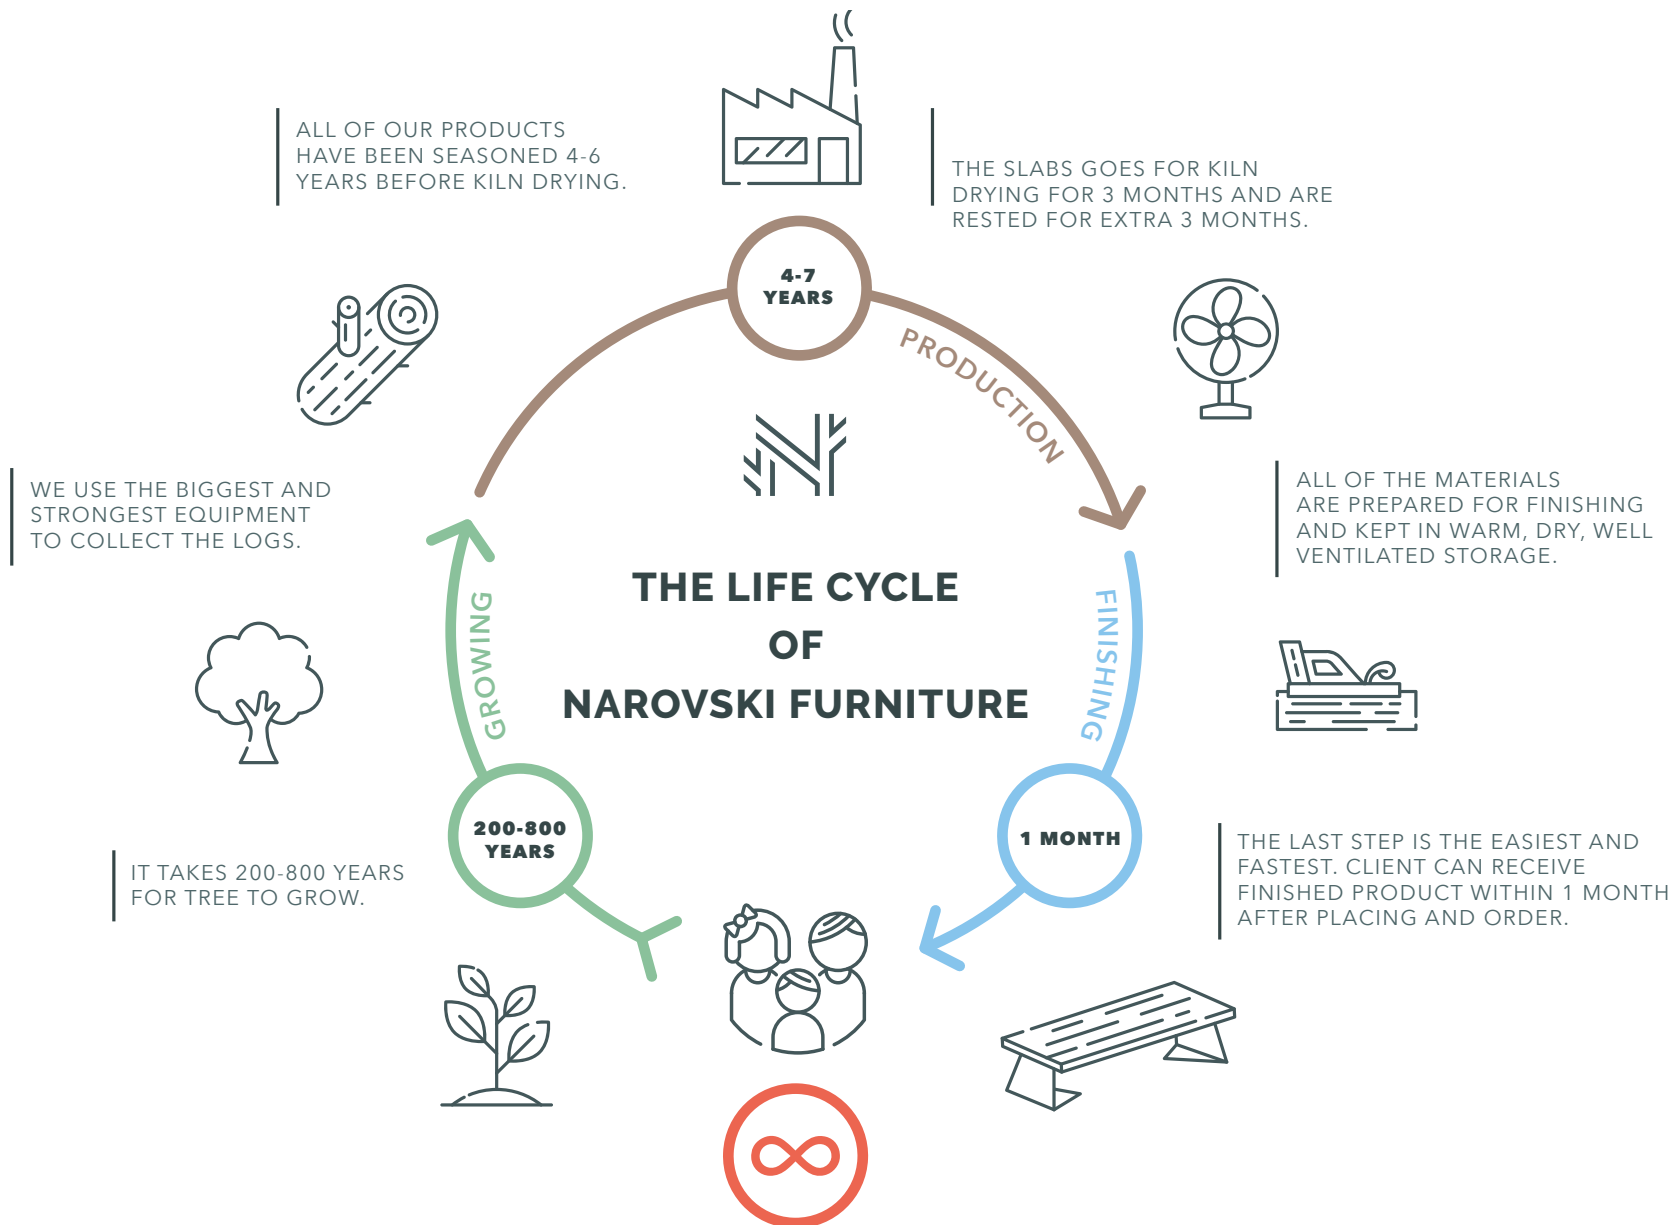 ALL OF OUR PRODUCTS
HAVE BEEN SEASONED 4-6
YEARS BEFORE KILN DRYING.
THE SLABS GOES FOR KILN
DRYING FOR 3 MONTHS AND ARE
RESTED FOR EXTRA 3 MONTHS.
4-7
YEARS
PRODUCTION
WE USE THE BIGGEST AND
STRONGEST EQUIPMENT
TO COLLECT THE LOGS.
ALL OF THE MATERIALS
ARE PREPARED FOR FINISHING
AND KEPT IN WARM, DRY, WELL
VENTILATED STORAGE.
THE LIFE CYCLE
OF
NAROVSKI FURNITURE
GROWING
FINISHING
200-800
YEARS
1 MONTH
IT TAKES 200-800 YEARS
FOR TREE TO GROW.
THE LAST STEP IS THE EASIEST AND
FASTEST. CLIENT CAN RECEIVE
FINISHED PRODUCT WITHIN 1 MONTH
AFTER PLACING AND ORDER.